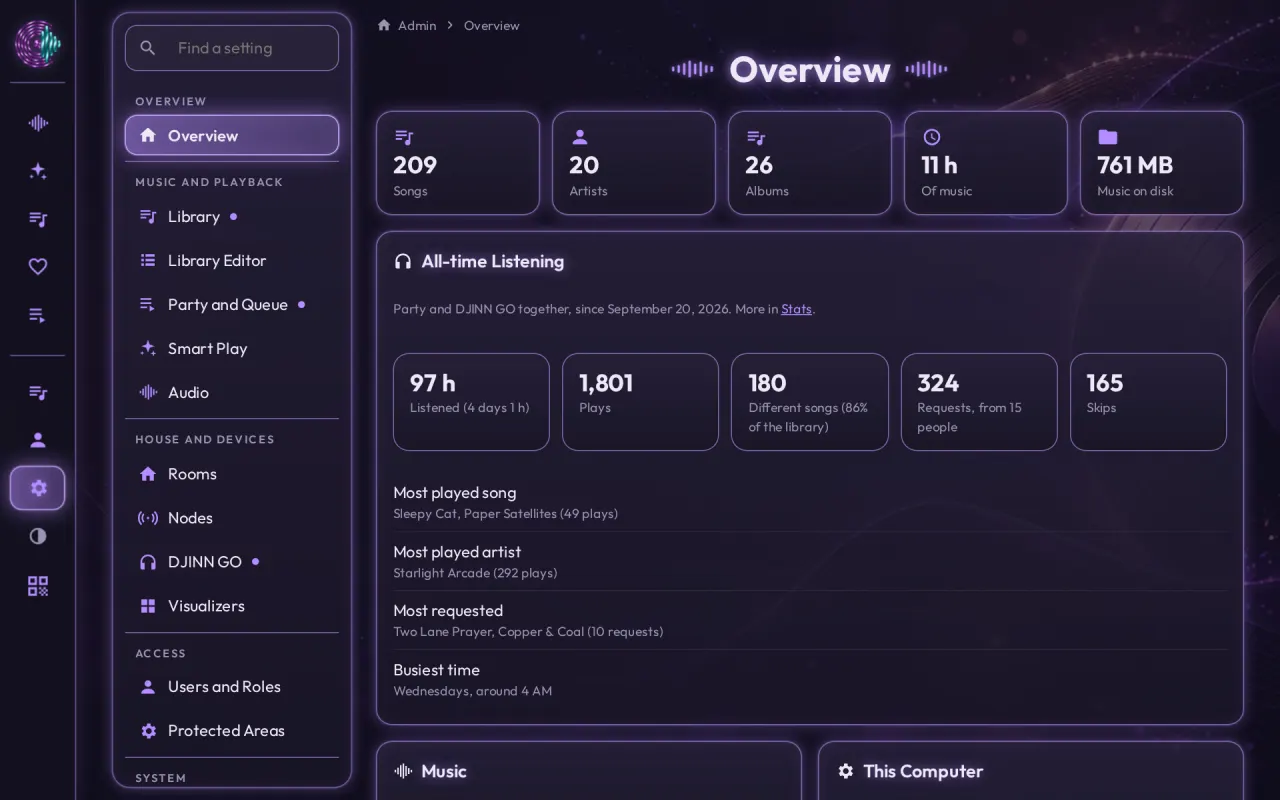 Find a setting
OVERVIEW
Overview
MUSIC AND PLAYBACK
Library
Library Editor
Party and Queue
Smart Play
Audio
HOUSE AND DEVICES
Rooms
Nodes
DJINN GO
Visualizers
ACCESS
Users and Roles
Protected Areas
SYSTEM
Admin > Overview
Overview
209
Songs
20
Artists
26
Albums
11 h
Of music
761 MB
Music on disk
All-time Listening
Party and DJINN GO together, since September 20, 2026. More in Stats.
97 h
Listened (4 days 1 h)
1,801
Plays
180
Different songs (86%
of the library)
324
Requests, from 15
people
165
Skips
Most played song
Sleepy Cat, Paper Satellites (49 plays)
Most played artist
Starlight Arcade (292 plays)
Most requested
Two Lane Prayer, Copper & Coal (10 requests)
Busiest time
Wednesdays, around 4 AM
Music
This Computer